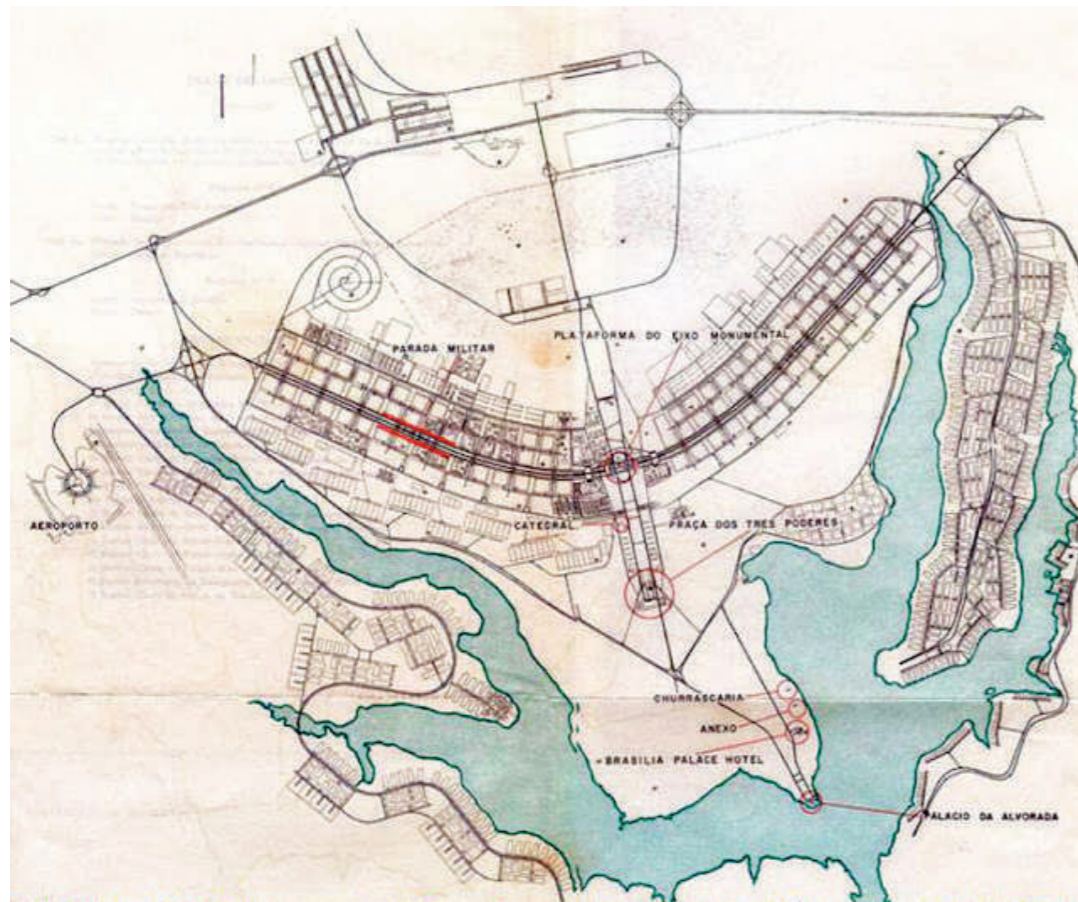 PARADA MILITAR
PLATAFORMA DO EIXO MONUMENTAL
AEROPORTO
CATEDRAL
PRAÇA DOS TRES PODERES
CHURRASCARIA
ANEXO
BRASILIA PALACE HOTEL
PALACIO DA ALVORADA